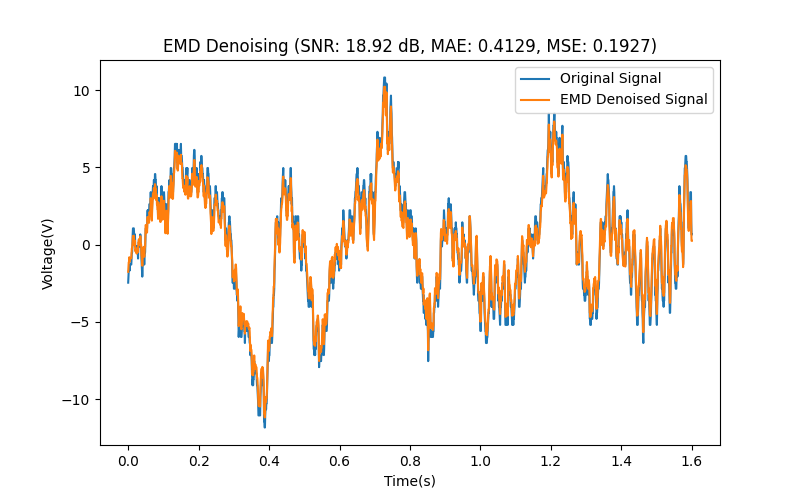 EMD Denoising (SNR: 18.92 dB, MAE: 0.4129, MSE: 0.1927)
Original Signal
EMD Denoised Signal
10
5
0
−5
−10
Voltage(V)
0.0 0.2 0.4 0.6 0.8 1.0 1.2 1.4 1.6
Time(s)